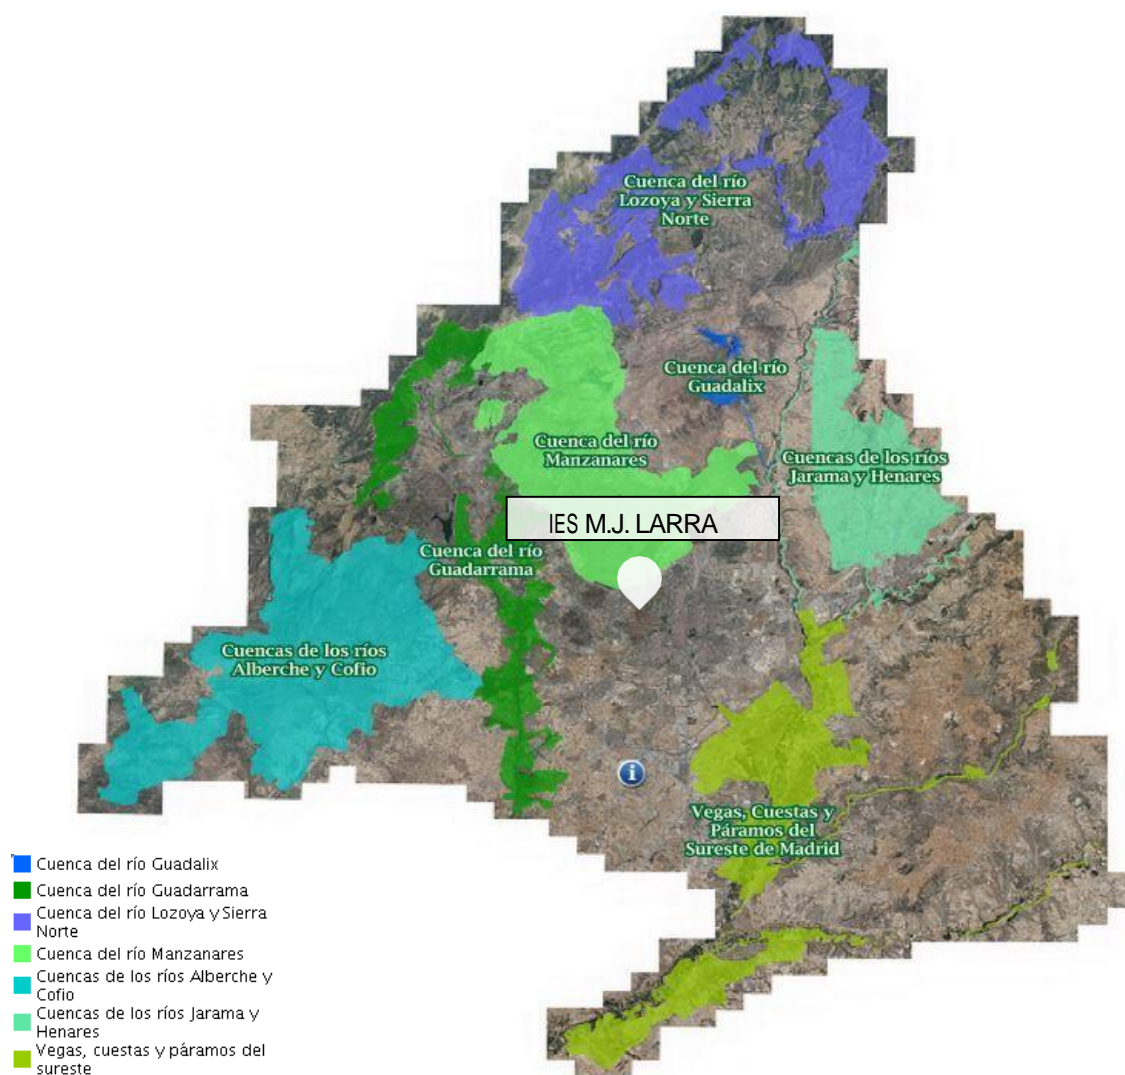 Cuenca del río
Lozoya y Sierra
Norte
Cuenca del río
Guadalix
Cuenca del río
Manzanares
Cuencas de los ríos
Jarama y Henares
IES M.J. LARRA
Cuenca del río
Guadarrama
Cuencas de los ríos
Alberche y Cofio
i
Vegas, Cuestas y
Páramos del
Sureste de Madrid
Cuenca del río Guadalix
Cuenca del río Guadarrama
Cuenca del río Lozoya y Sierra
Norte
Cuenca del río Manzanares
Cuencas de los ríos Alberche y
Cofio
Cuencas de los ríos Jarama y
Henares
Vegas, cuestas y páramos del
sureste